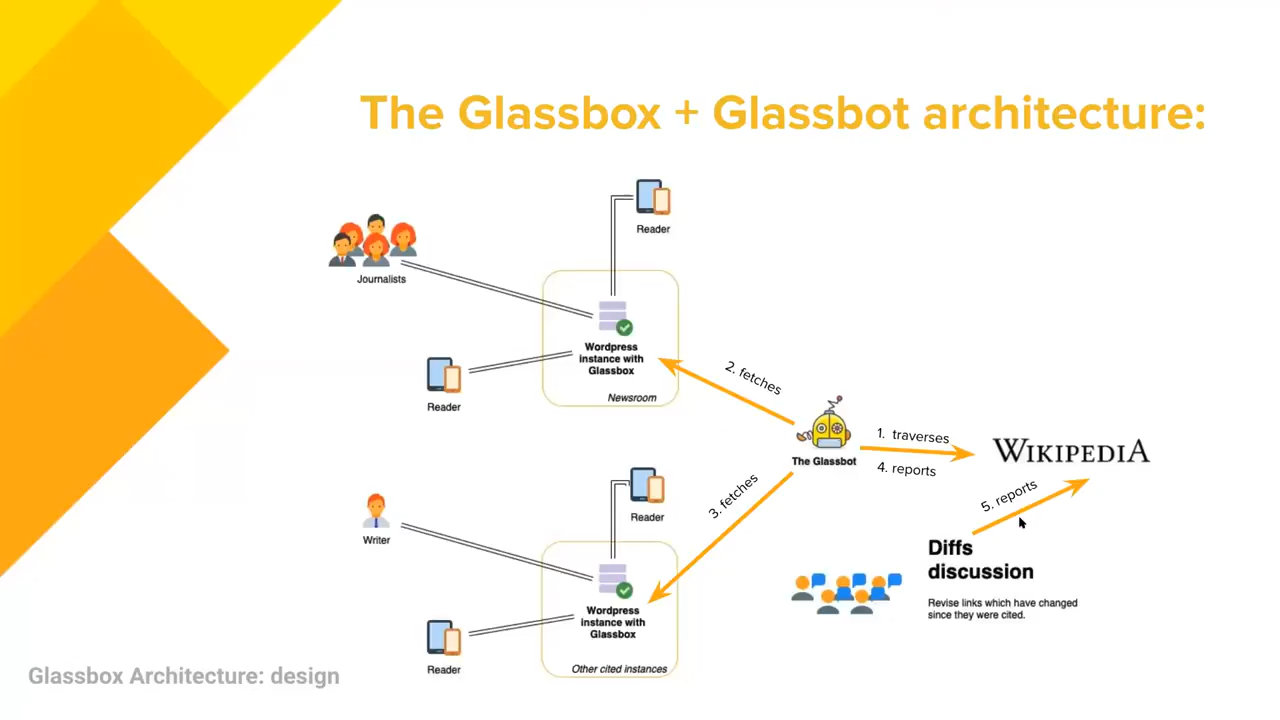 The Glassbox + Glassbot architecture:
Reader
Journalists
Wordpress
instance with
Glassbox
Newsroom
Reader
2. fetches
The Glassbot
1. traverses
4. reports
WIKIPEDIA
3. fetches
5. reports
Reader
Writer
Wordpress
instance with
Glassbox
Other cited instances
Reader
Diffs
discussion
Revise links which have changed
since they were cited.
Glassbox Architecture: design